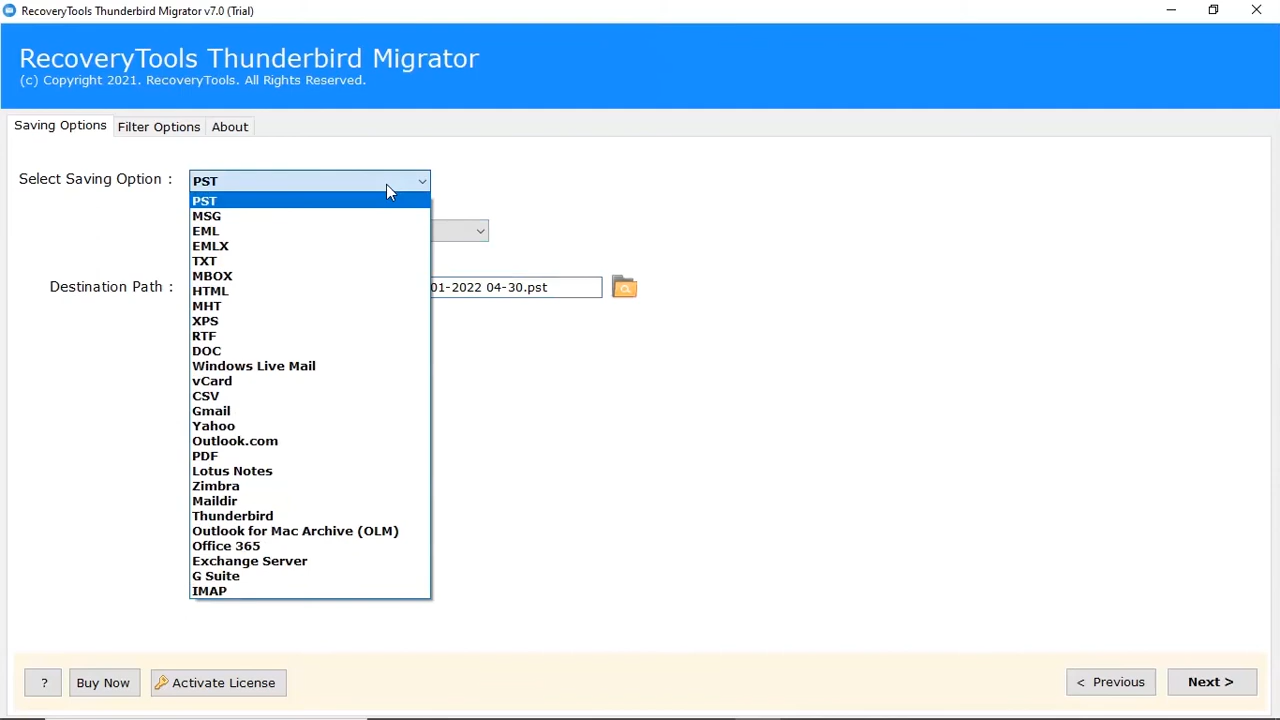 RecoveryTools Thunderbird Migrator v7.0 (Trial)
RecoveryTools Thunderbird Migrator
(c) Copyright 2021. RecoveryTools. All Rights Reserved.
Saving Options Filter Options About
Select Saving Option : PST
PST
MSG
EML
EMLX
TXT
MBOX
Destination Path : 01-2022 04-30.pst
HTML
MHT
XPS
RTF
DOC
Windows Live Mail
vCard
CSV
Gmail
Yahoo
Outlook.com
PDF
Lotus Notes
Zimbra
Maildir
Thunderbird
Outlook for Mac Archive (OLM)
Office 365
Exchange Server
G Suite
IMAP
? Buy Now Activate License < Previous Next >